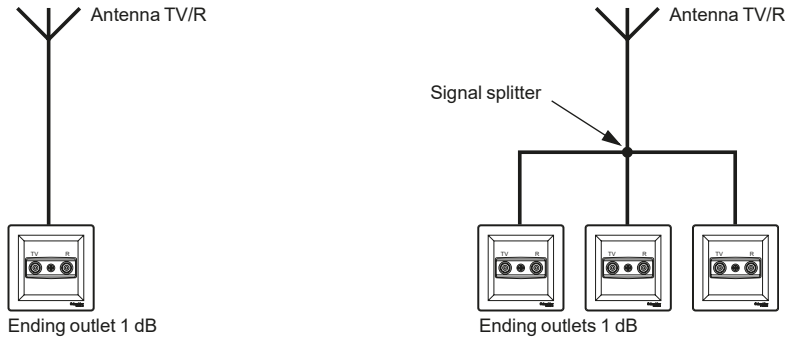 Antenna TV/R
Antenna TV/R
Signal splitter
TV R
TV R
TV R
TV R
Ending outlet 1 dB
Ending outlets 1 dB